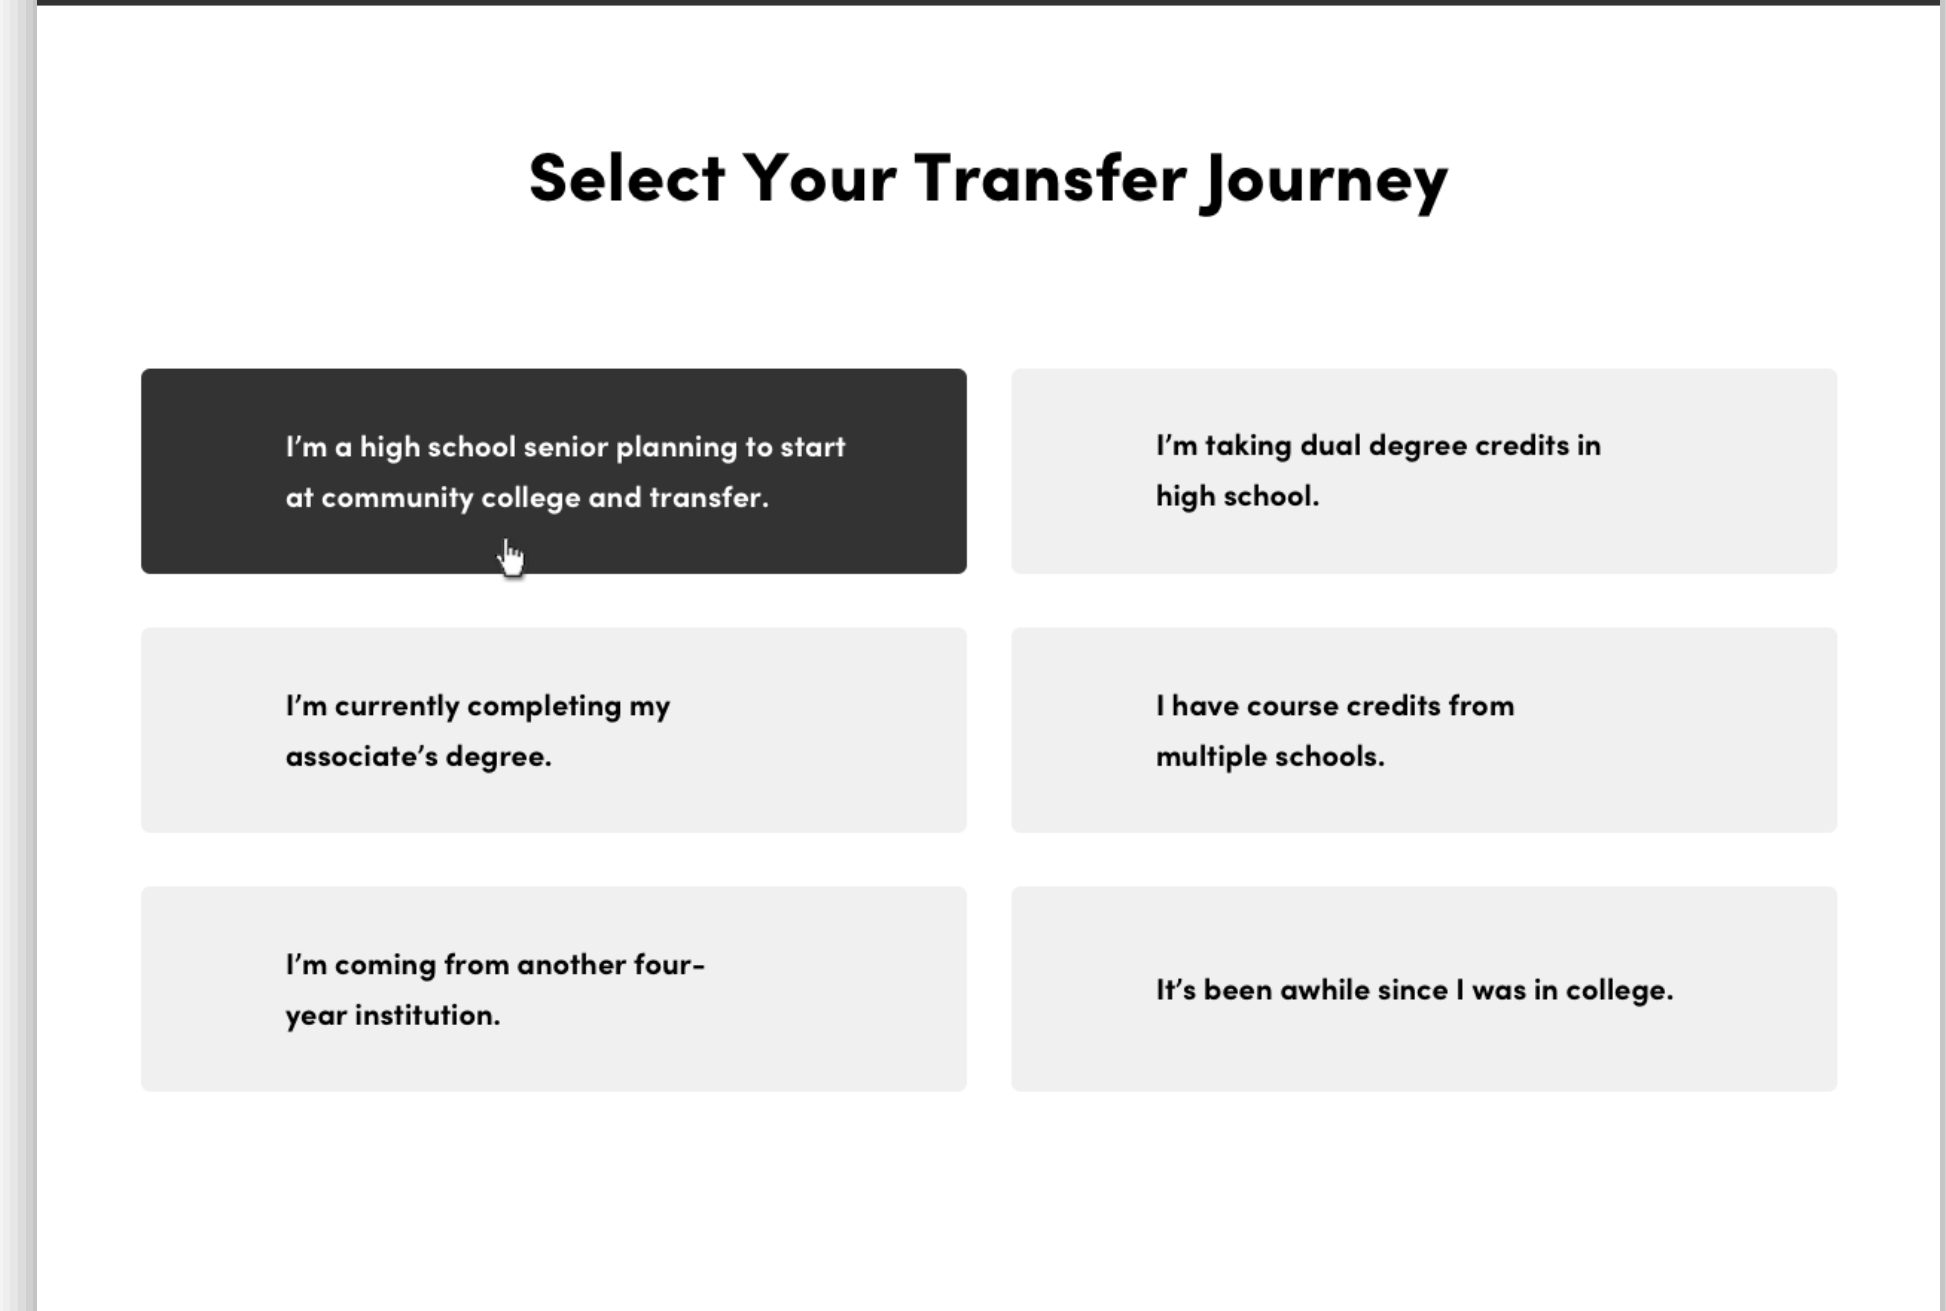 Select Your Transfer Journey
I’m a high school senior planning to start
at community college and transfer.
I’m taking dual degree credits in
high school.
I’m currently completing my
associate’s degree.
I have course credits from
multiple schools.
I’m coming from another four-
year institution.
It’s been awhile since I was in college.